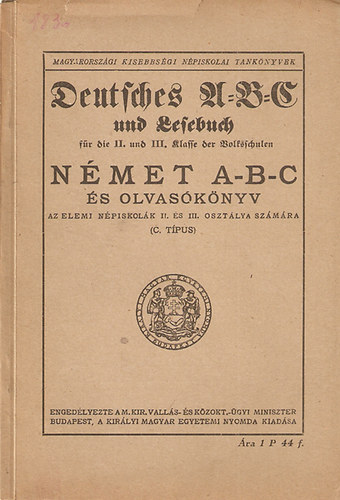 MAGYARORSZÁGI KISEBBSÉGI NÉPISKOLAI TANKÖNYVEK
Deutsches A=B=C
und Lesebuch
für die II. und III. Klasse der Volksschulen
NÉMET A-B-C
ÉS OLVASÓKÖNYV
AZ ELEMI NÉPISKOLÁK II. ÉS III. OSZTÁLYA SZÁMÁRA
(C. TÍPUS)
ENGEDÉLYEZTE A M. KIR. VALLÁS- ÉS KÖZOKT.-ÜGYI MINISZTER
BUDAPEST, A KIRÁLYI MAGYAR EGYETEMI NYOMDA KIADÁSA
Ára 1 P 44 f.